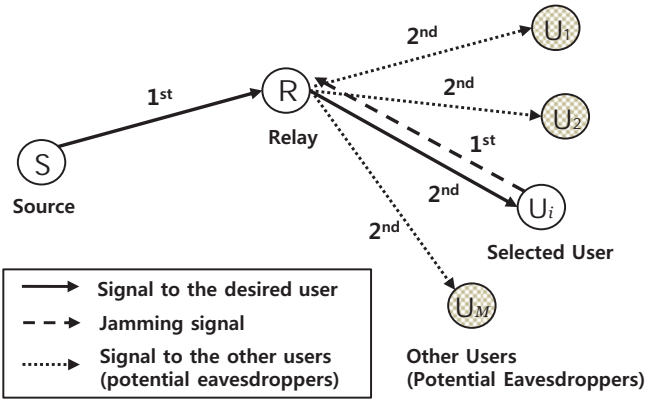 U1
2nd
1st
R
2nd
U2
Relay
1st
S
2nd
Ui
Source
2nd
Selected User
UM
Signal to the desired user
Jamming signal
Signal to the other users
(potential eavesdroppers)
Other Users
(Potential Eavesdroppers)